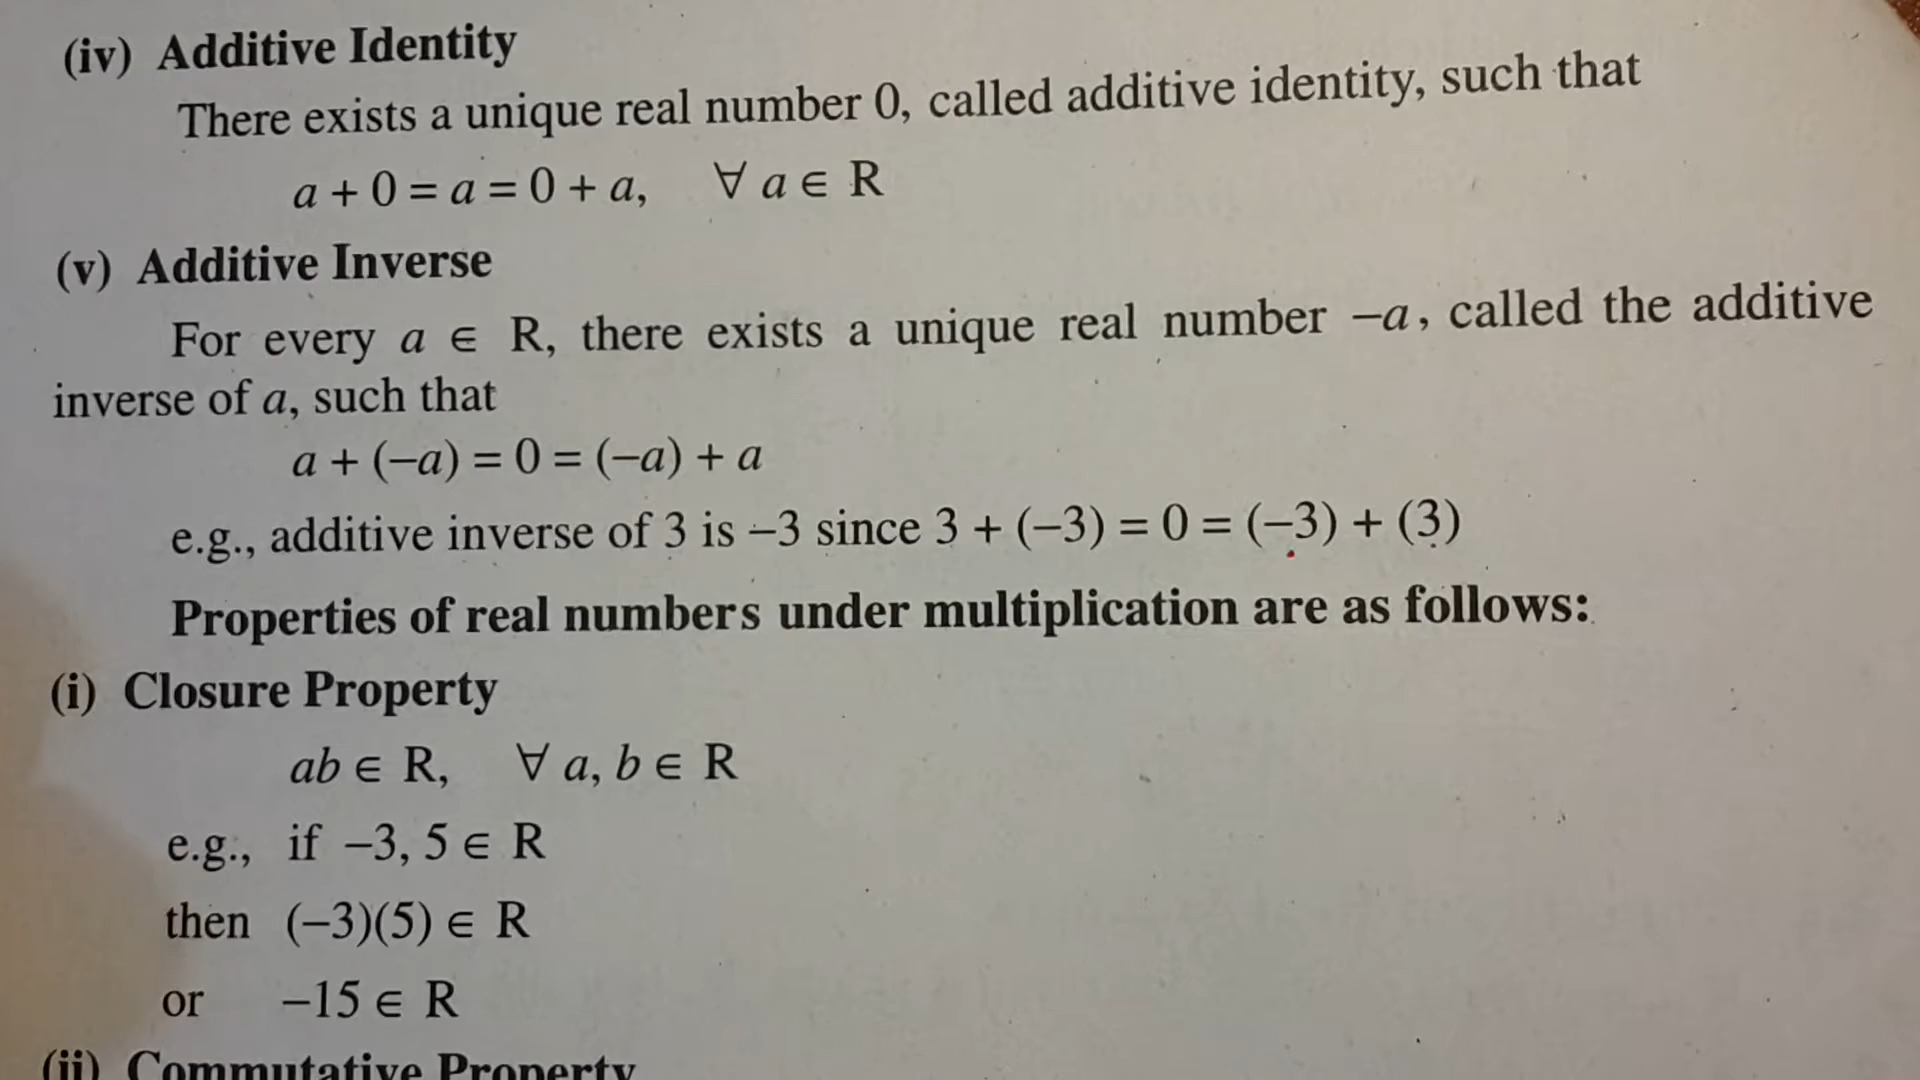 (iv) Additive Identity
There exists a unique real number 0, called additive identity, such that
a + 0 = a = 0 + a, ∀ a ∈ R
(v) Additive Inverse
For every a ∈ R, there exists a unique real number −a, called the additive
inverse of a, such that
a + (−a) = 0 = (−a) + a
e.g., additive inverse of 3 is −3 since 3 + (−3) = 0 = (−3) + (3)
Properties of real numbers under multiplication are as follows:
(i) Closure Property
ab ∈ R, ∀ a, b ∈ R
e.g., if −3, 5 ∈ R
then (−3)(5) ∈ R
or −15 ∈ R
(ii) Commutative Property